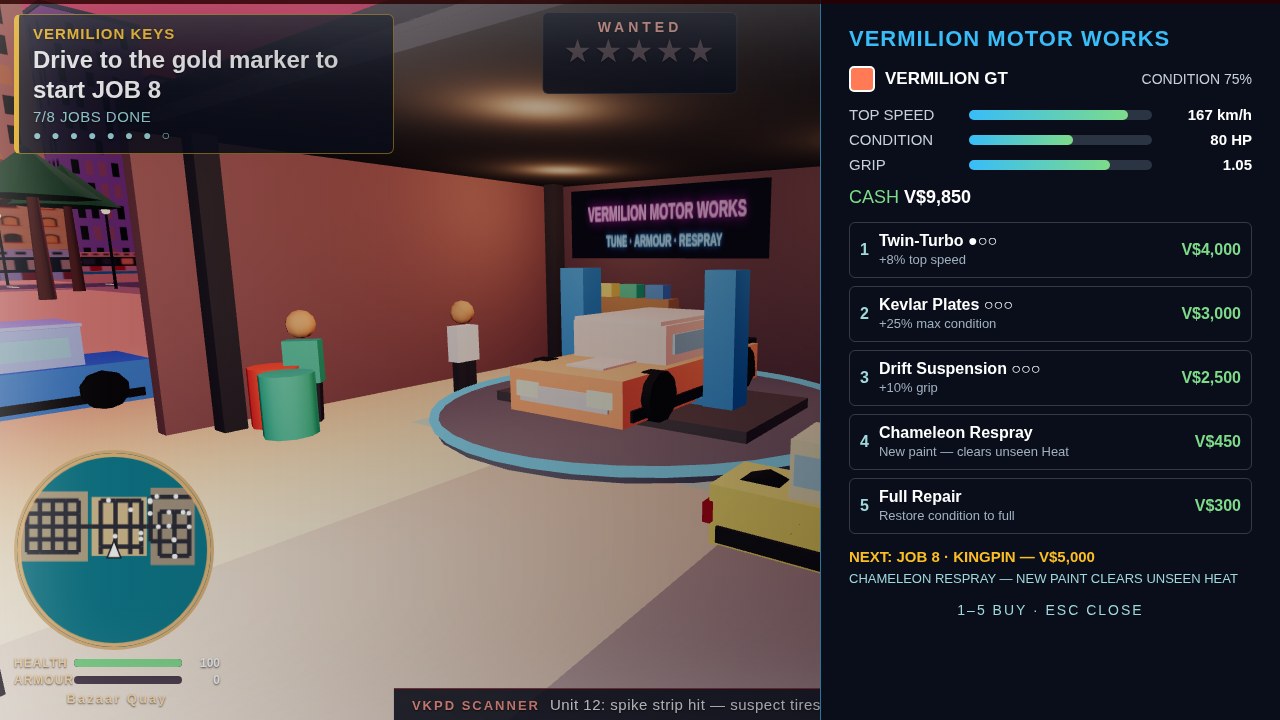 VERMILION KEYS
Drive to the gold marker to
start JOB 8
7/8 JOBS DONE
WANTED
VERMILION MOTOR WORKS
TUNE · ARMOUR · RESPRAY
HEALTH 100
ARMOUR 0
Bazaar Quay
VKPD SCANNER Unit 12: spike strip hit — suspect tires
VERMILION MOTOR WORKS
VERMILION GT CONDITION 75%
TOP SPEED 167 km/h
CONDITION 80 HP
GRIP 1.05
CASH V$9,850
1 Twin-Turbo ●○○ V$4,000
+8% top speed
2 Kevlar Plates ○○○ V$3,000
+25% max condition
3 Drift Suspension ○○○ V$2,500
+10% grip
4 Chameleon Respray V$450
New paint — clears unseen Heat
5 Full Repair V$300
Restore condition to full
NEXT: JOB 8 · KINGPIN — V$5,000
CHAMELEON RESPRAY — NEW PAINT CLEARS UNSEEN HEAT
1–5 BUY · ESC CLOSE